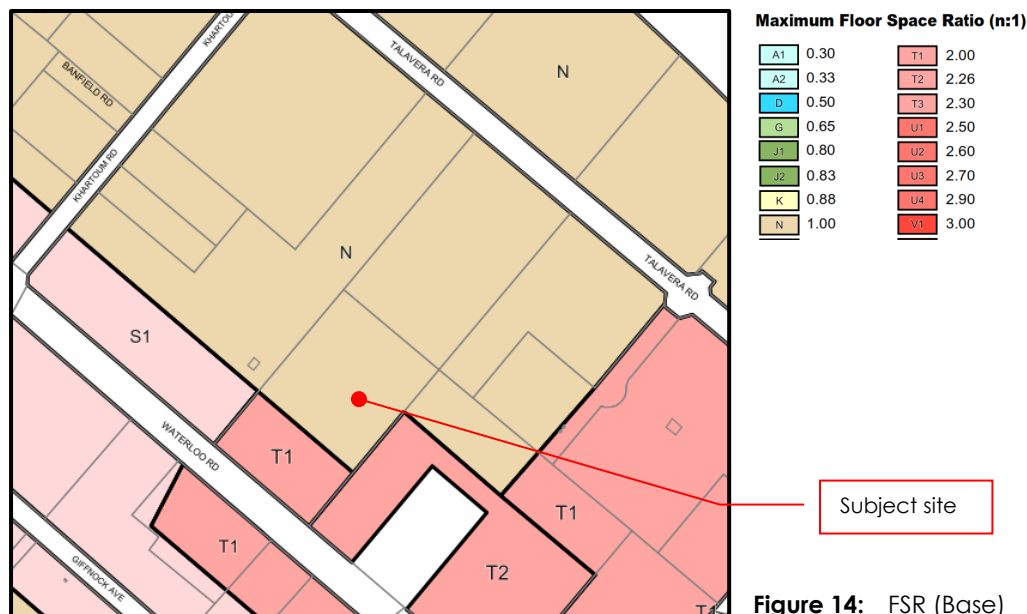 KHARTOU
TALAVERA RD
N
BANFIELD RD
KHARTOUM RD
N
TALAVERA RD
S1
WATERLOO RD
T1
T1
T1
T2
GIFFNOCK AVE
Maximum Floor Space Ratio (n:1)
A1 0.30
A2 0.33
D 0.50
G 0.65
J1 0.80
J2 0.83
K 0.88
N 1.00
T1 2.00
T2 2.26
T3 2.30
U1 2.50
U2 2.60
U3 2.70
U4 2.90
V1 3.00
Subject site
Figure 14: FSR (Base)